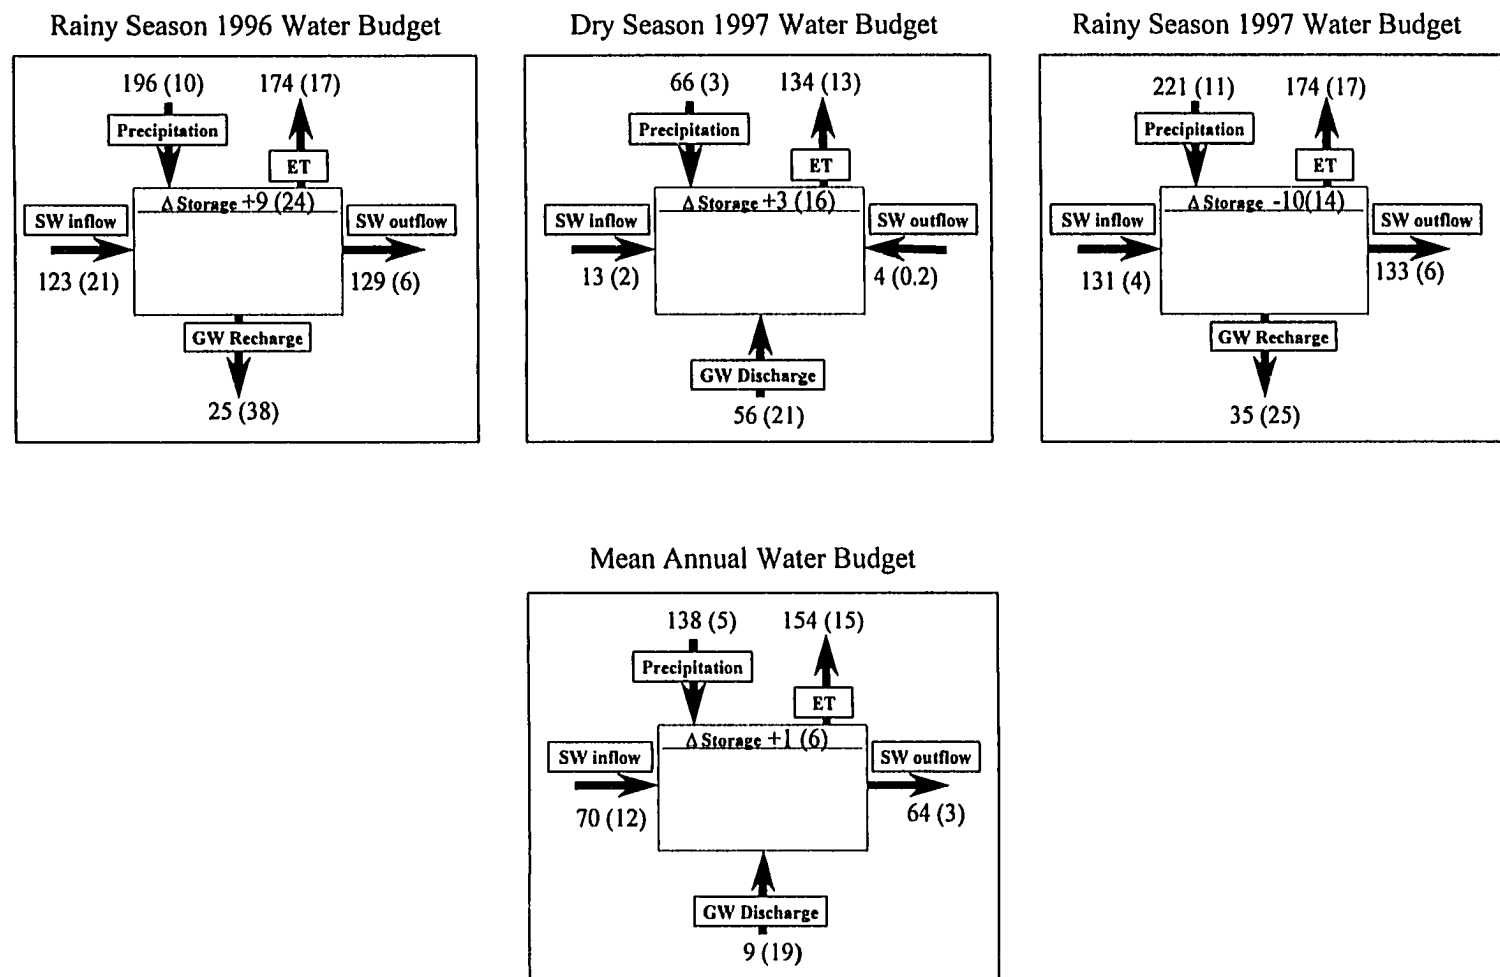 Rainy Season 1996 Water Budget
196 (10)
174 (17)
Precipitation
ET
Δ Storage +9 (24)
SW inflow
SW outflow
123 (21)
129 (6)
GW Recharge
25 (38)
Dry Season 1997 Water Budget
66 (3)
134 (13)
Precipitation
ET
Δ Storage +3 (16)
SW inflow
SW outflow
13 (2)
4 (0.2)
GW Discharge
56 (21)
Rainy Season 1997 Water Budget
221 (11)
174 (17)
Precipitation
ET
Δ Storage -10(14)
SW inflow
SW outflow
131 (4)
133 (6)
GW Recharge
35 (25)
Mean Annual Water Budget
138 (5)
154 (15)
Precipitation
ET
Δ Storage +1 (6)
SW inflow
SW outflow
70 (12)
64 (3)
GW Discharge
9 (19)